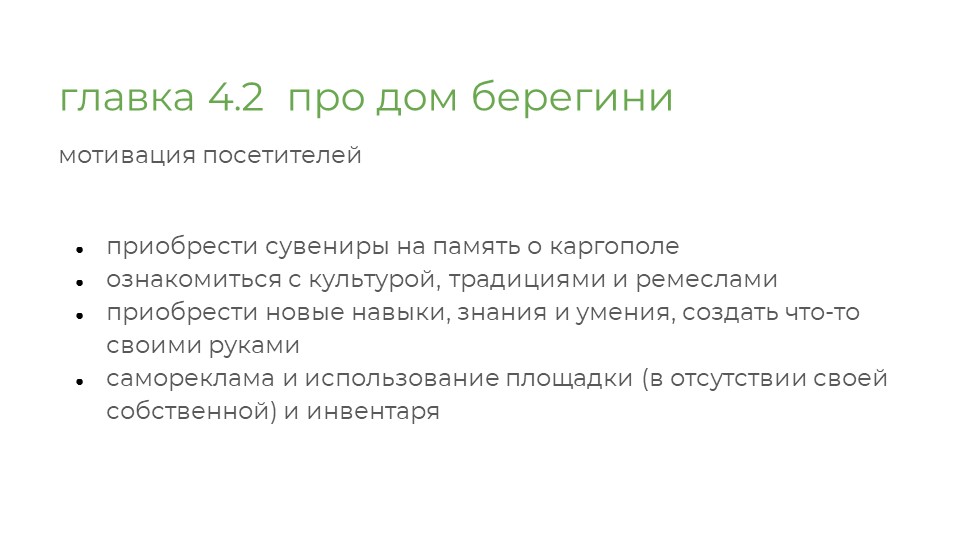 главка 4.2 про дом берегини
мотивация посетителей
● приобрести сувениры на память о каргополе
● ознакомиться с культурой, традициями и ремеслами
● приобрести новые навыки, знания и умения, создать что-то
своими руками
● самореклама и использование площадки (в отсутствии своей
собственной) и инвентаря